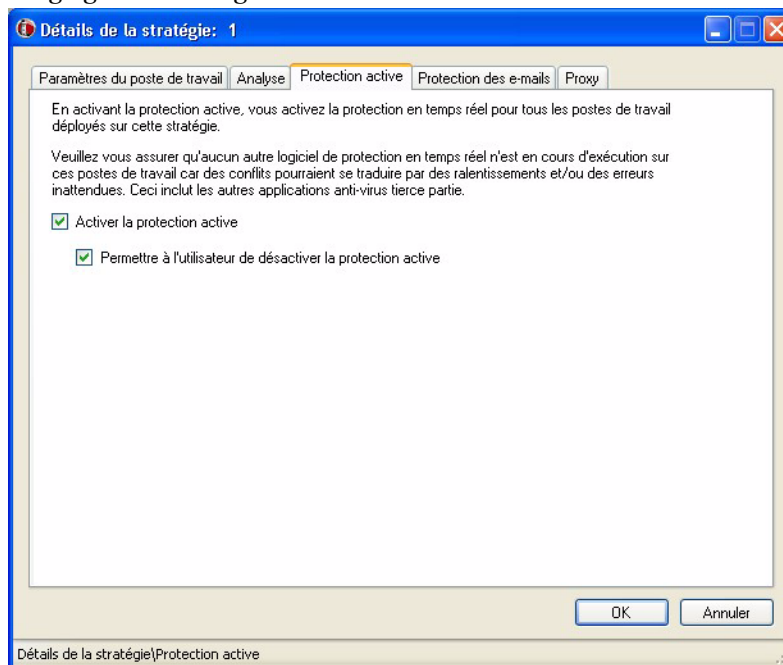 Détails de la stratégie: 1
Paramètres du poste de travail Analyse Protection active Protection des e-mails Proxy
En activant la protection active, vous activez la protection en temps réel pour tous les postes de travail
déployés sur cette stratégie.
Veuillez vous assurer qu'aucun autre logiciel de protection en temps réel n'est en cours d'exécution sur
ces postes de travail car des conflits pourraient se traduire par des ralentissements et/ou des erreurs
inattendues. Ceci inclut les autres applications anti-virus tierce partie.
Activer la protection active
Permettre à l'utilisateur de désactiver la protection active
OK Annuler
Détails de la stratégie\Protection active